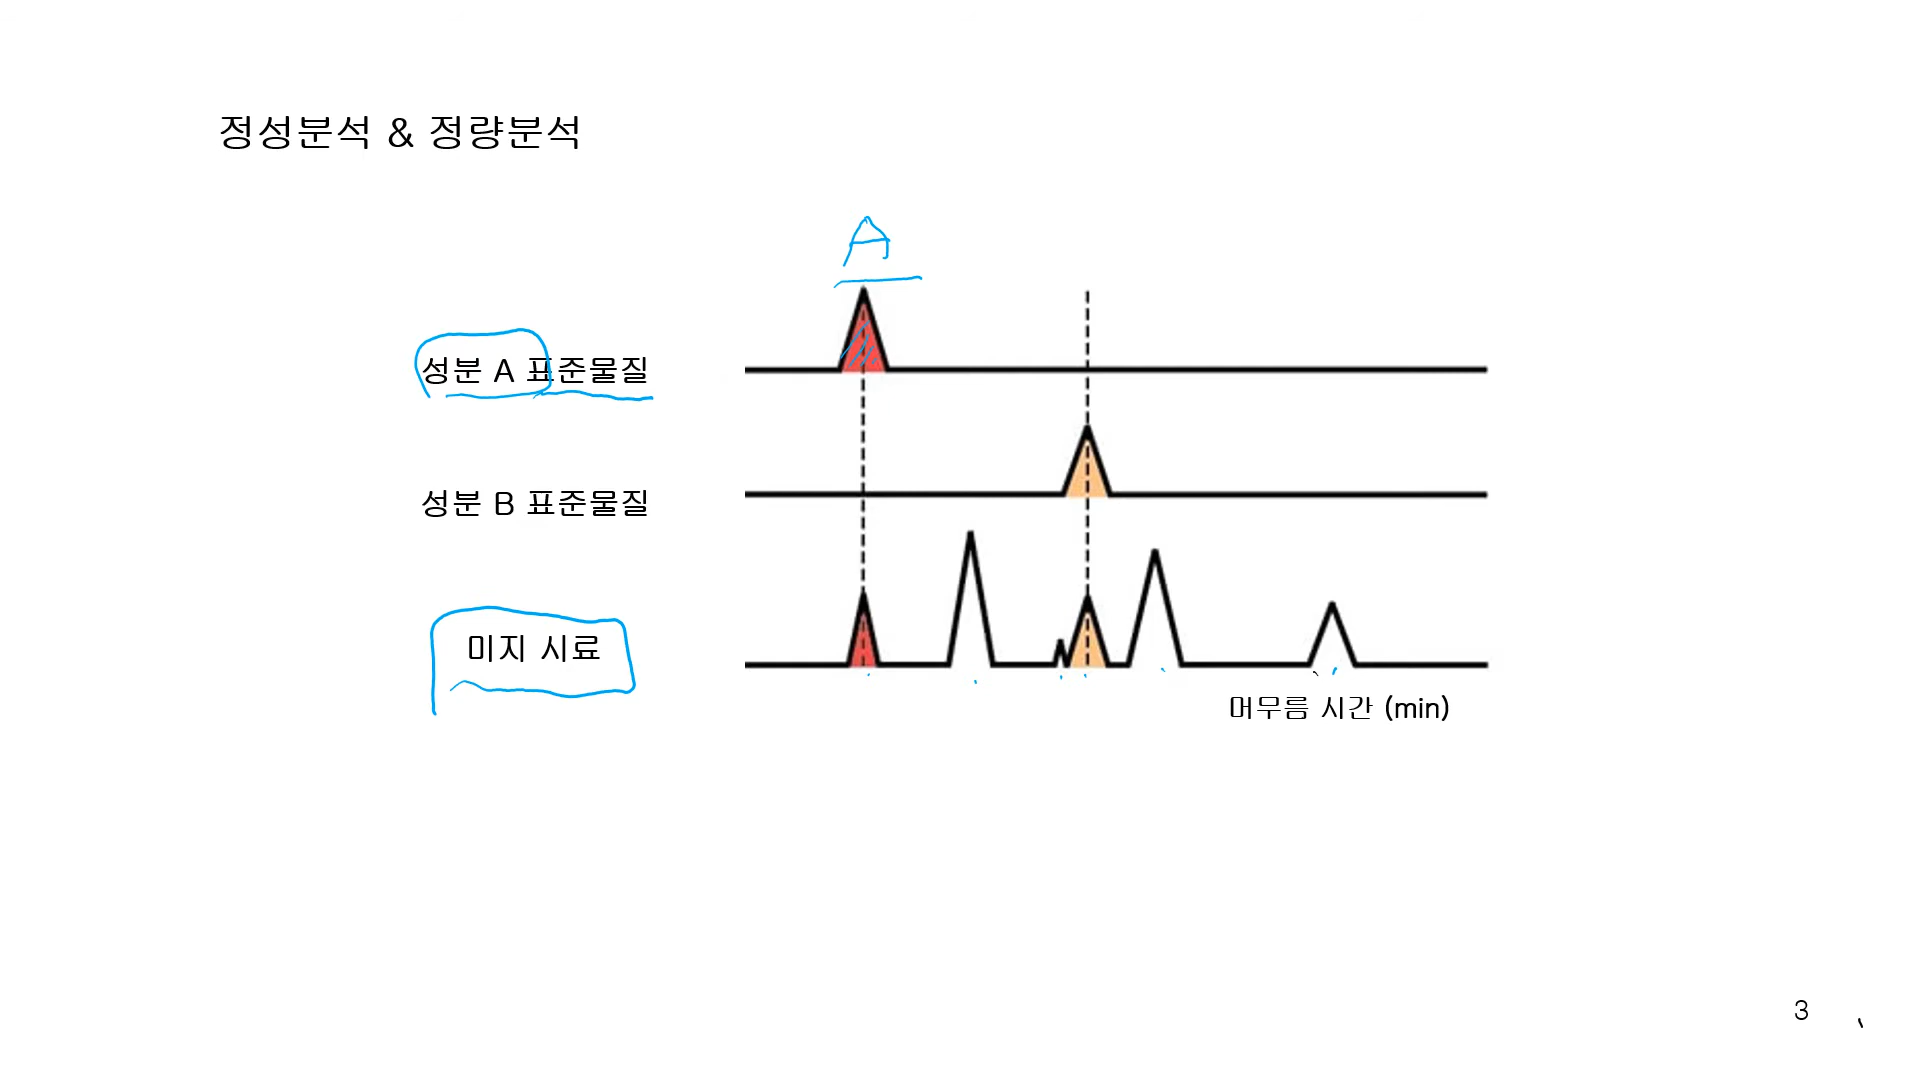 정성분석 & 정량분석
A
성분 A 표준물질
성분 B 표준물질
미지 시료
머무름 시간 (min)
3